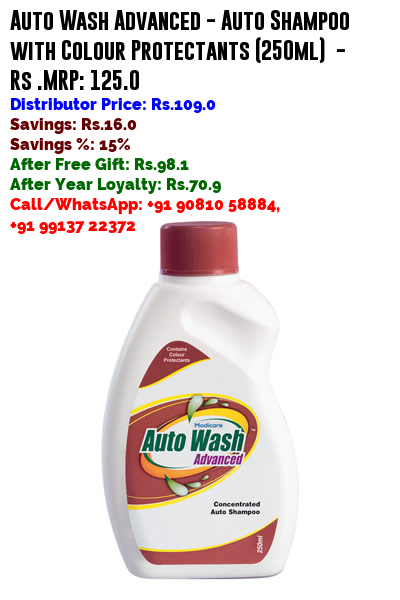 Auto Wash Advanced - Auto Shampoo
with Colour Protectants (250ml) -
Rs .MRP: 125.0
Distributor Price: Rs.109.0
Savings: Rs.16.0
Savings %: 15%
After Free Gift: Rs.98.1
After Year Loyalty: Rs.70.9
Call/WhatsApp: +91 90810 58884,
+91 99137 22372
Contains
Colour
Protectants
Modicare
Auto Wash
Advanced
Concentrated
Auto Shampoo
250ml